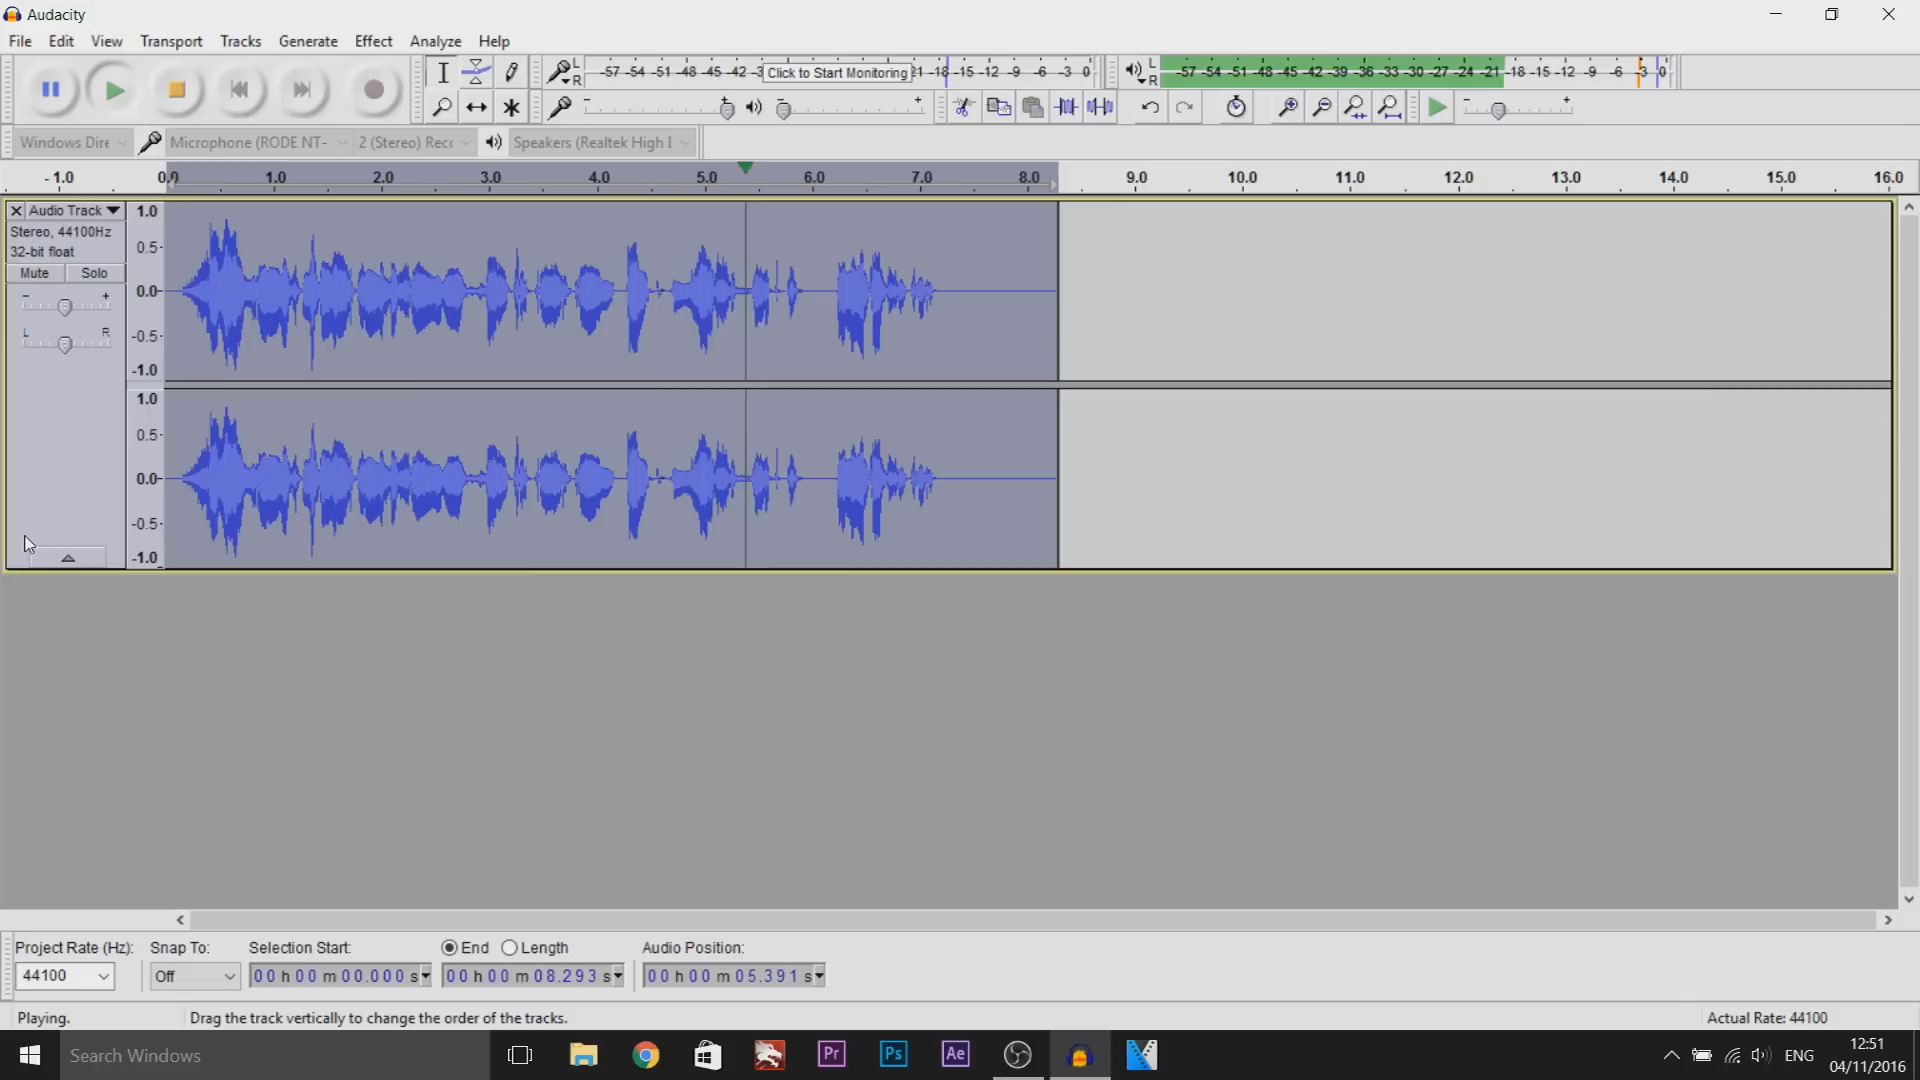 Audacity
File Edit View Transport Tracks Generate Effect Analyze Help
L R -57 -54 -51 -48 -45 -42 -3 Click to Start Monitoring 21 -18 -15 -12 -9 -6 -3 0 L R -57 -54 -51 -48 -45 -42 -39 -36 -33 -30 -27 -24 -21 -18 -15 -12 -9 -6 -3 0
Windows Dire Microphone (RODE NT- 2 (Stereo) Recc Speakers (Realtek High I
-1.0 0.0 1.0 2.0 3.0 4.0 5.0 6.0 7.0 8.0 9.0 10.0 11.0 12.0 13.0 14.0 15.0 16.0
Audio Track 1.0
Stereo, 44100Hz 0.5
32-bit float
Mute Solo
0.0
L R
-0.5
-1.0
1.0
0.5
0.0
-0.5
-1.0
Project Rate (Hz): Snap To: Selection Start: End Length Audio Position:
44100 Off 00 h 00 m 00.000 s 00 h 00 m 08.293 s 00 h 00 m 05.391 s
Playing. Drag the track vertically to change the order of the tracks. Actual Rate: 44100
Search Windows Pr Ps Ae ENG 12:51
04/11/2016